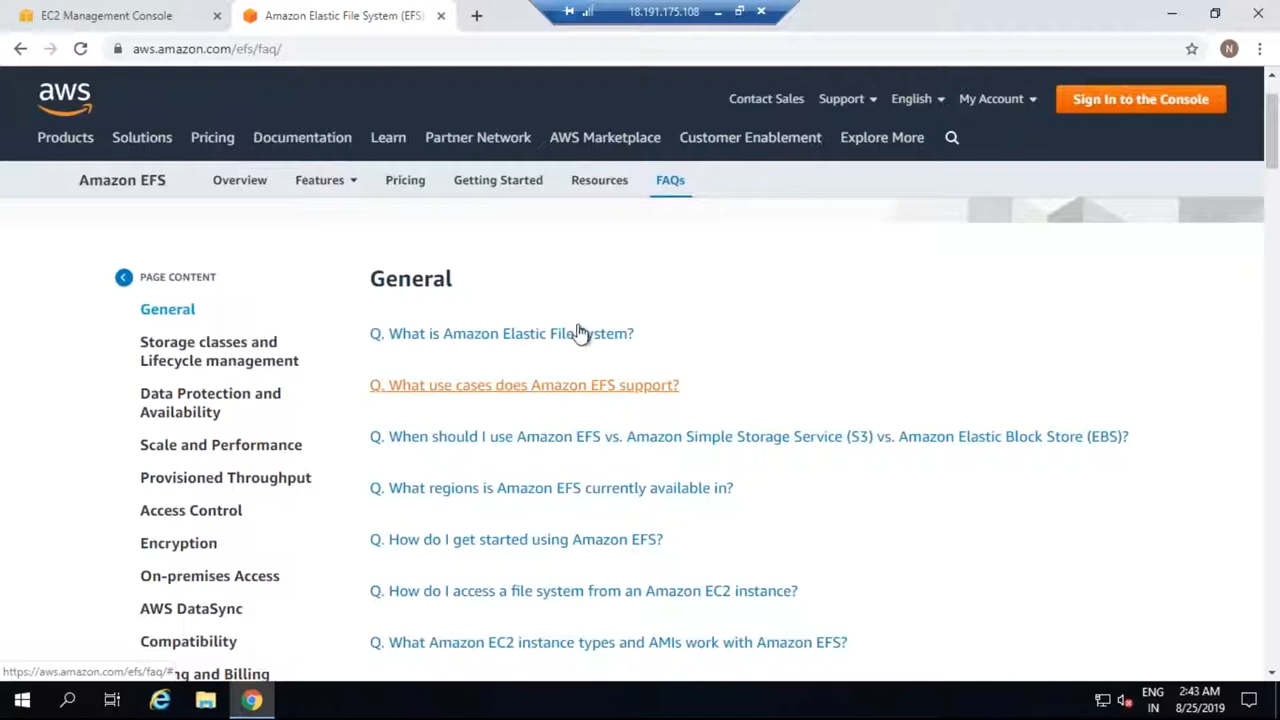 EC2 Management Console
Amazon Elastic File System (EFS)
18.191.175.108
aws.amazon.com/efs/faq/
N
aws
Contact Sales Support English My Account Sign In to the Console
Products Solutions Pricing Documentation Learn Partner Network AWS Marketplace Customer Enablement Explore More
Amazon EFS Overview Features Pricing Getting Started Resources FAQs
PAGE CONTENT
General
Storage classes and
Lifecycle management
Data Protection and
Availability
Scale and Performance
Provisioned Throughput
Access Control
Encryption
On-premises Access
AWS DataSync
Compatibility
and Billing
General
Q. What is Amazon Elastic File System?
Q. What use cases does Amazon EFS support?
Q. When should I use Amazon EFS vs. Amazon Simple Storage Service (S3) vs. Amazon Elastic Block Store (EBS)?
Q. What regions is Amazon EFS currently available in?
Q. How do I get started using Amazon EFS?
Q. How do I access a file system from an Amazon EC2 instance?
Q. What Amazon EC2 instance types and AMIs work with Amazon EFS?
https://aws.amazon.com/efs/faq/#
ENG
IN
2:43 AM
8/25/2019